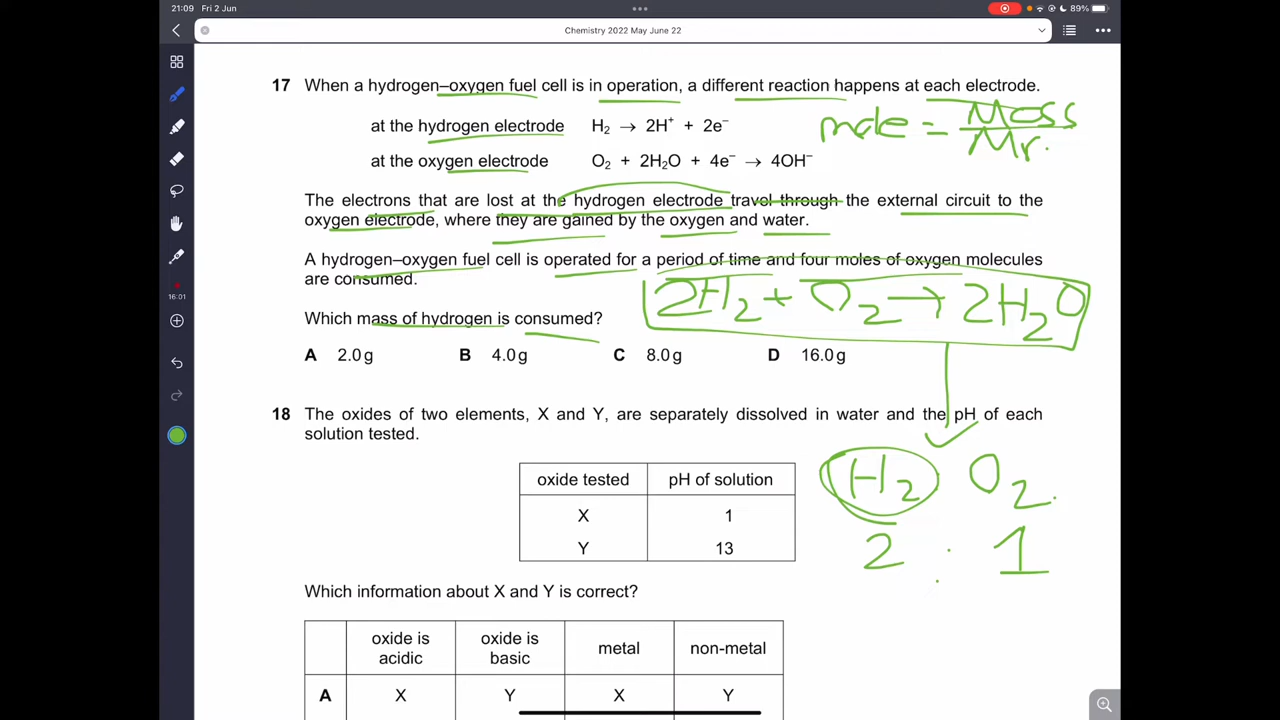 21:09 Fri 2 Jun
89%
Chemistry 2022 May June 22
17 When a hydrogen–oxygen fuel cell is in operation, a different reaction happens at each electrode.
at the hydrogen electrode H₂ → 2H⁺ + 2e⁻
mole = Mass
Mr.
at the oxygen electrode O₂ + 2H₂O + 4e⁻ → 4OH⁻
The electrons that are lost at the hydrogen electrode travel through the external circuit to the
oxygen electrode, where they are gained by the oxygen and water.
A hydrogen–oxygen fuel cell is operated for a period of time and four moles of oxygen molecules
are consumed.
2H₂ + O₂ → 2H₂O
Which mass of hydrogen is consumed?
A 2.0g B 4.0g C 8.0g D 16.0g
18 The oxides of two elements, X and Y, are separately dissolved in water and the pH of each
solution tested.
oxide tested pH of solution
X 1
Y 13
H₂ O₂
2 : 1
Which information about X and Y is correct?
oxide is acidic oxide is basic metal non-metal
A X Y X Y
16:01